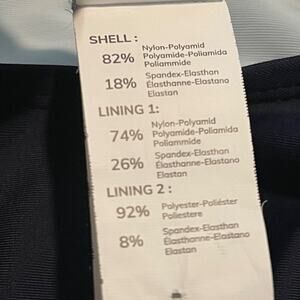 SHELL :
82% Nylon-Polyamid
Polyamide-Poliamida
Poliammide
18% Spandex-Elasthan
Élasthanne-Elastano
Elastan
LINING 1:
74% Nylon-Polyamid
Polyamide-Poliamida
Poliammide
26% Spandex-Elasthan
Élasthanne-Elastano
Elastan
LINING 2 :
92% Polyester-Poliéster
Poliestere
8% Spandex-Elasthan
Élasthanne-Elastano
Elastan